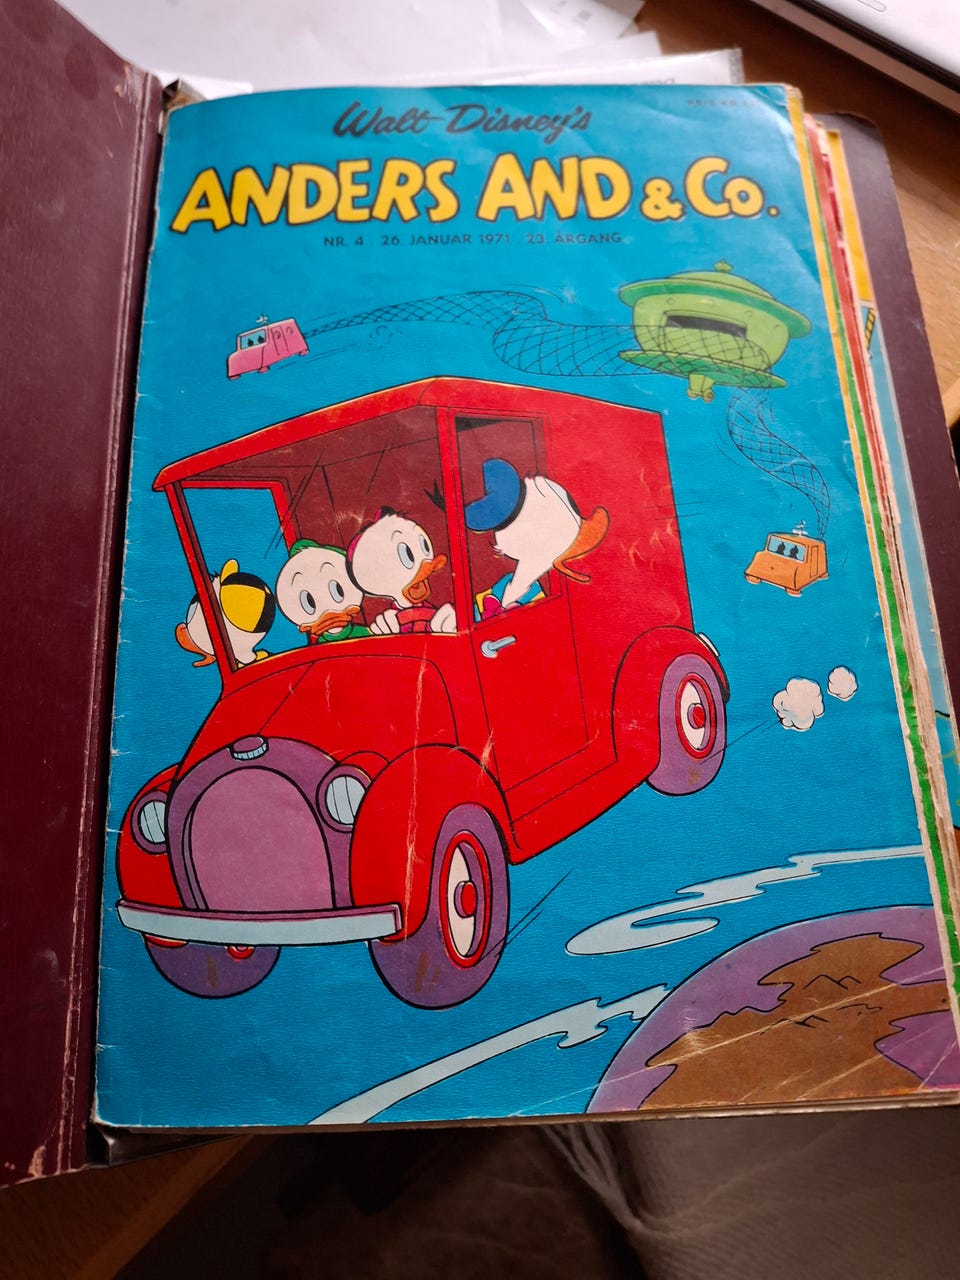 Walt Disney's
ANDERS AND & Co.
NR. 4 . 26. JANUAR 1971 . 23. ÅRGANG